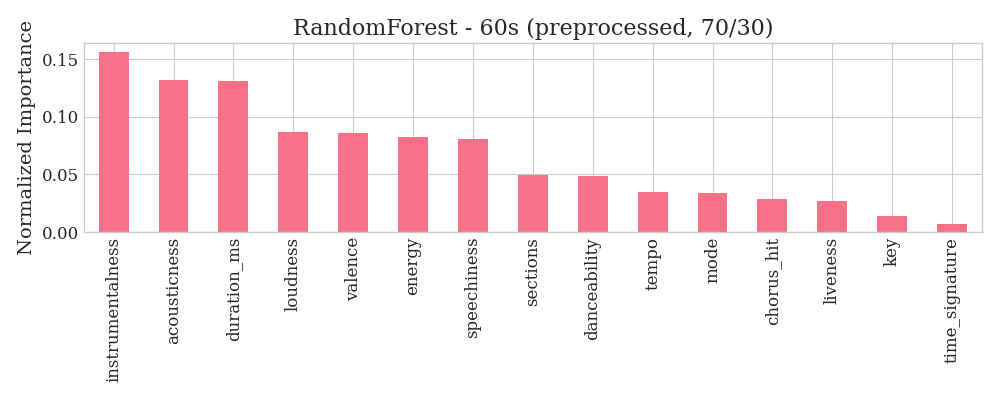 RandomForest - 60s (preprocessed, 70/30)
Normalized Importance
0.15
0.10
0.05
0.00
instrumentalness
acousticness
duration_ms
loudness
valence
energy
speechiness
sections
danceability
tempo
mode
chorus_hit
liveness
key
time_signature